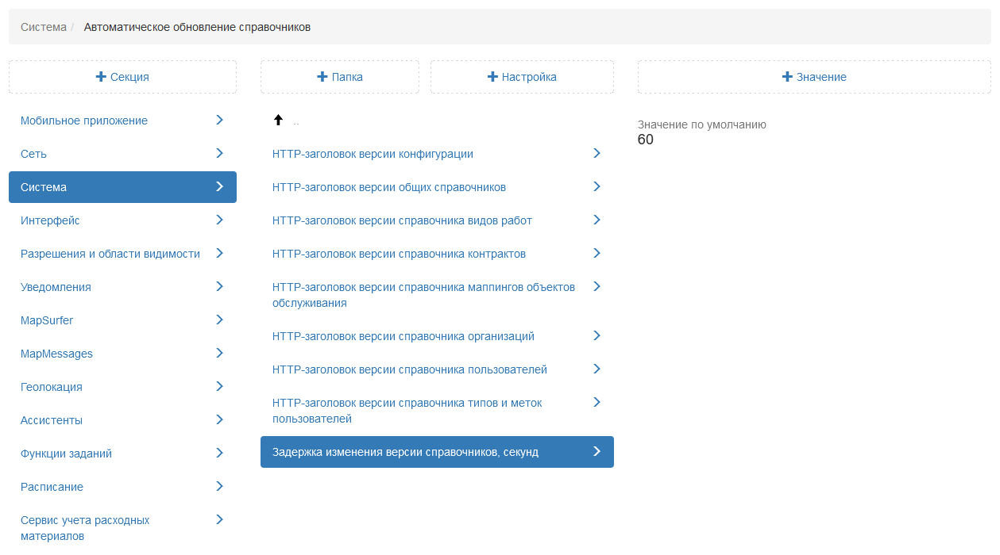 Система / Автоматическое обновление справочников
+ Секция
+ Папка
+ Настройка
+ Значение
Мобильное приложение
Сеть
Система
Интерфейс
Разрешения и области видимости
Уведомления
MapSurfer
MapMessages
Геолокация
Ассистенты
Функции заданий
Расписание
Сервис учета расходных
материалов
..
HTTP-заголовок версии конфигурации
HTTP-заголовок версии общих справочников
HTTP-заголовок версии справочника видов работ
HTTP-заголовок версии справочника контрактов
HTTP-заголовок версии справочника маппингов объектов
обслуживания
HTTP-заголовок версии справочника организаций
HTTP-заголовок версии справочника пользователей
HTTP-заголовок версии справочника типов и меток
пользователей
Задержка изменения версии справочников, секунд
Значение по умолчанию
60